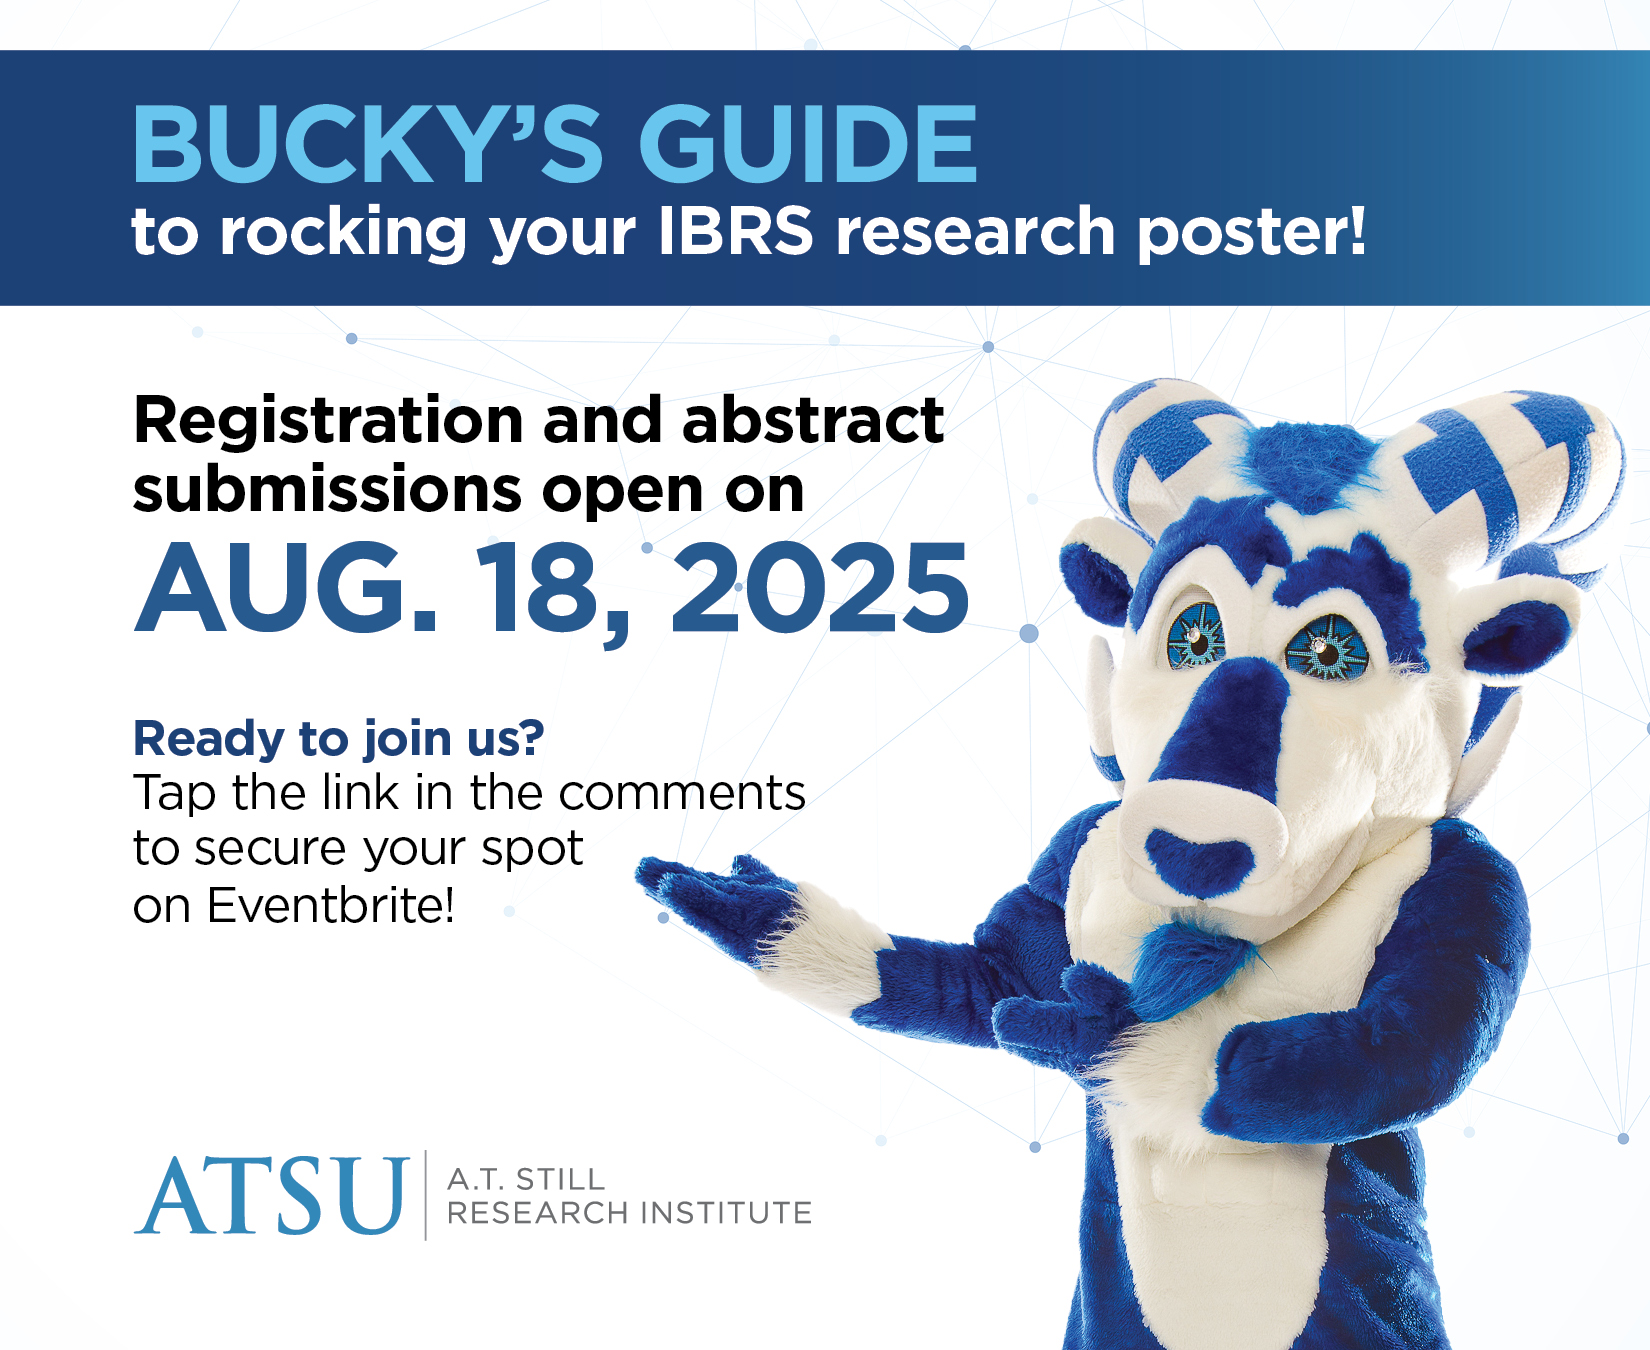 BUCKY’S GUIDE
to rocking your IBRS research poster!
Registration and abstract
submissions open on
AUG. 18, 2025
Ready to join us?
Tap the link in the comments
to secure your spot
on Eventbrite!
ATSU
A.T. STILL
RESEARCH INSTITUTE